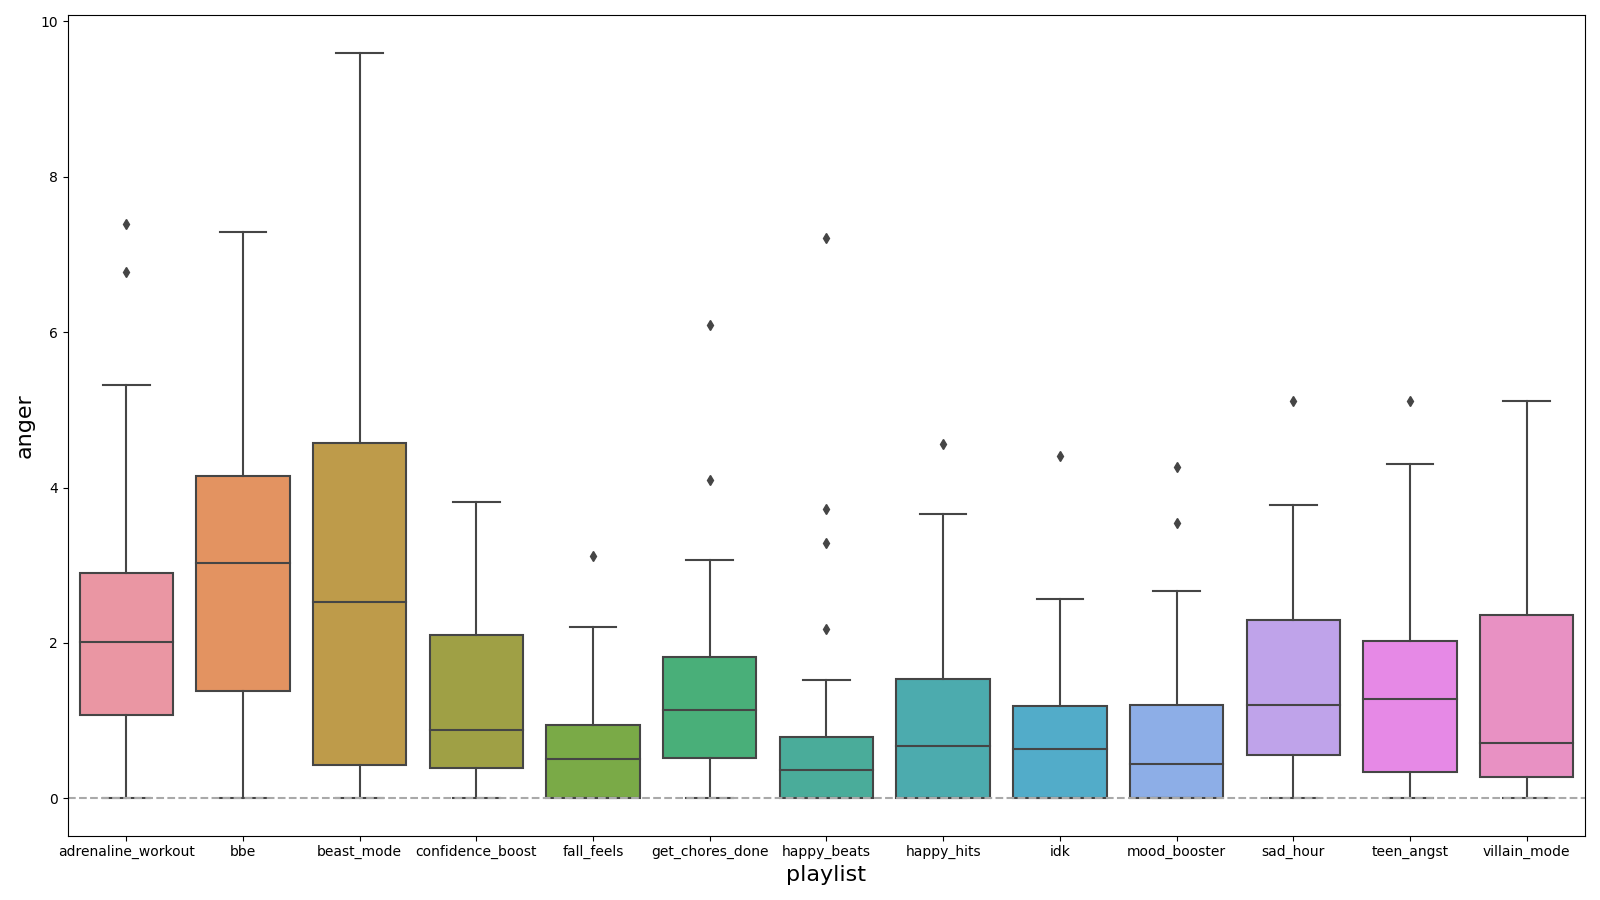 anger
10
8
6
4
2
0
adrenaline_workout bbe beast_mode confidence_boost fall_feels get_chores_done happy_beats happy_hits idk mood_booster sad_hour teen_angst villain_mode
playlist